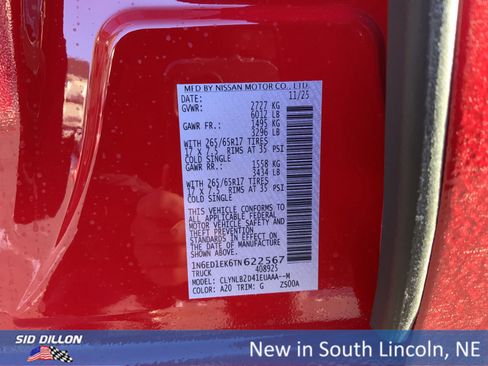 MFD BY NISSAN MOTOR CO., LTD.
DATE: 11/25
GVWR: 2727 KG
6012 LB
GAWR FR.: 1495 KG
3296 LB
WITH 265/65R17 TIRES
17 X 7.5 RIMS AT 35 PSI
COLD SINGLE
GAWR RR.: 1558 KG
3434 LB
WITH 265/65R17 TIRES
17 X 7.5 RIMS AT 35 PSI
COLD SINGLE
THIS VEHICLE CONFORMS TO
ALL APPLICABLE FEDERAL
MOTOR VEHICLE SAFETY AND
THEFT PREVENTION
STANDARDS IN EFFECT ON
THE DATE OF MANUFACTURE
SHOWN ABOVE.
1N6ED1EK6TN622567
TRUCK 408925
MODEL: CLYNLBZD41EUAAA--M
COLOR: A20 TRIM: G ZS00A
SID DILLON
New in South Lincoln, NE